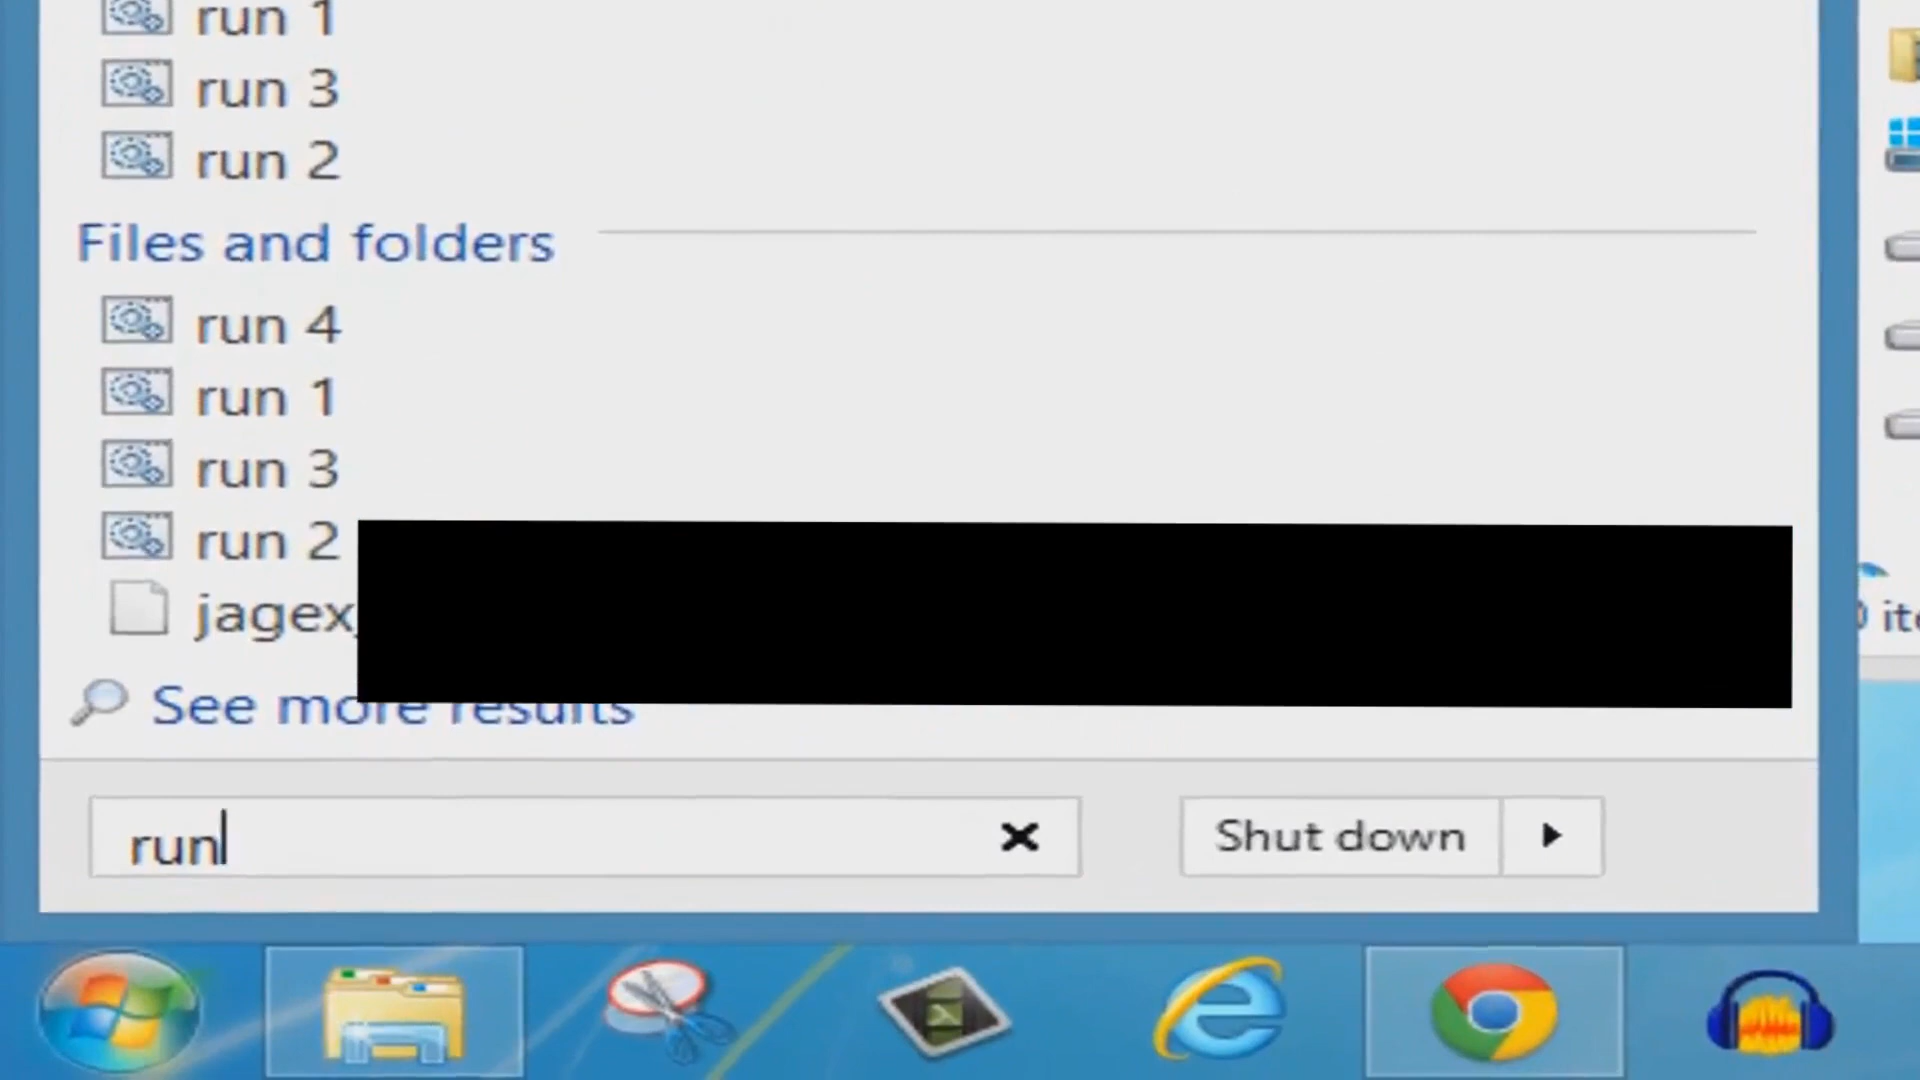 run 1
run 3
run 2
Files and folders
run 4
run 1
run 3
run 2
jagex_
See more results
run
Shut down